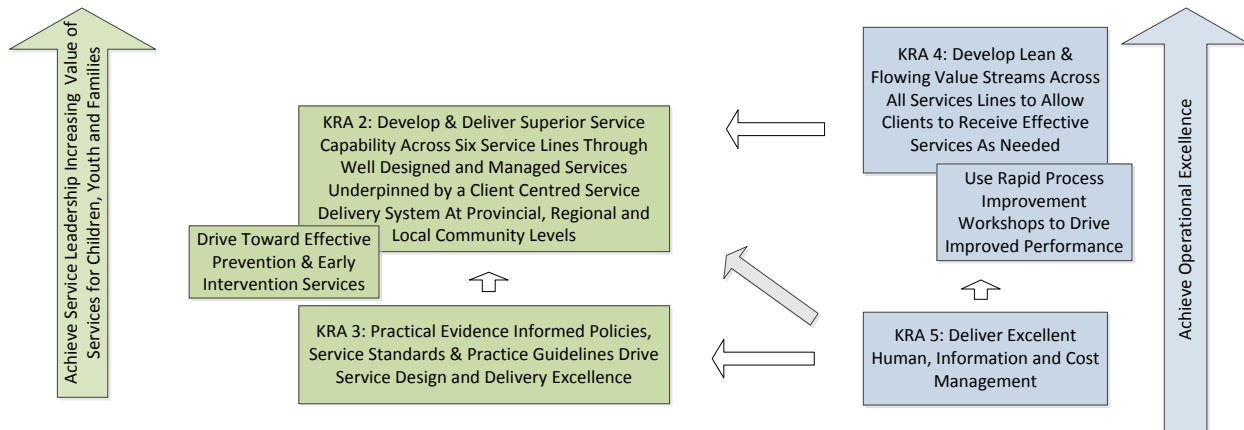 Achieve Service Leadership Increasing Value of
Services for Children, Youth and Families
KRA 2: Develop & Deliver Superior Service
Capability Across Six Service Lines Through
Well Designed and Managed Services
Underpinned by a Client Centred Service
Delivery System At Provincial, Regional and
Local Community Levels
Drive Toward Effective
Prevention & Early
Intervention Services
KRA 3: Practical Evidence Informed Policies,
Service Standards & Practice Guidelines Drive
Service Design and Delivery Excellence
KRA 4: Develop Lean &
Flowing Value Streams Across
All Services Lines to Allow
Clients to Receive Effective
Services As Needed
Use Rapid Process
Improvement
Workshops to Drive
Improved Performance
KRA 5: Deliver Excellent
Human, Information and Cost
Management
Achieve Operational Excellence